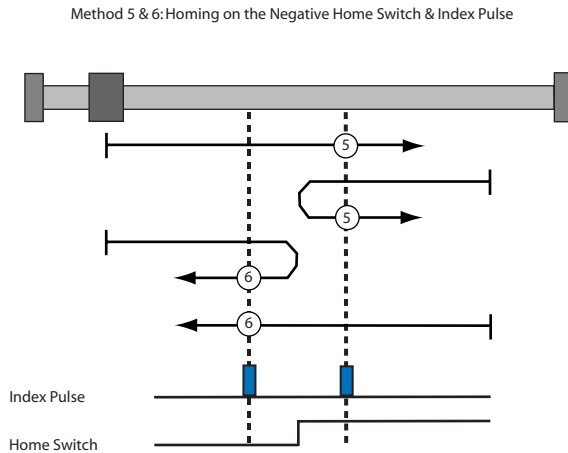 Method 5 & 6: Homing on the Negative Home Switch & Index Pulse
5
5
6
6
Index Pulse
Home Switch